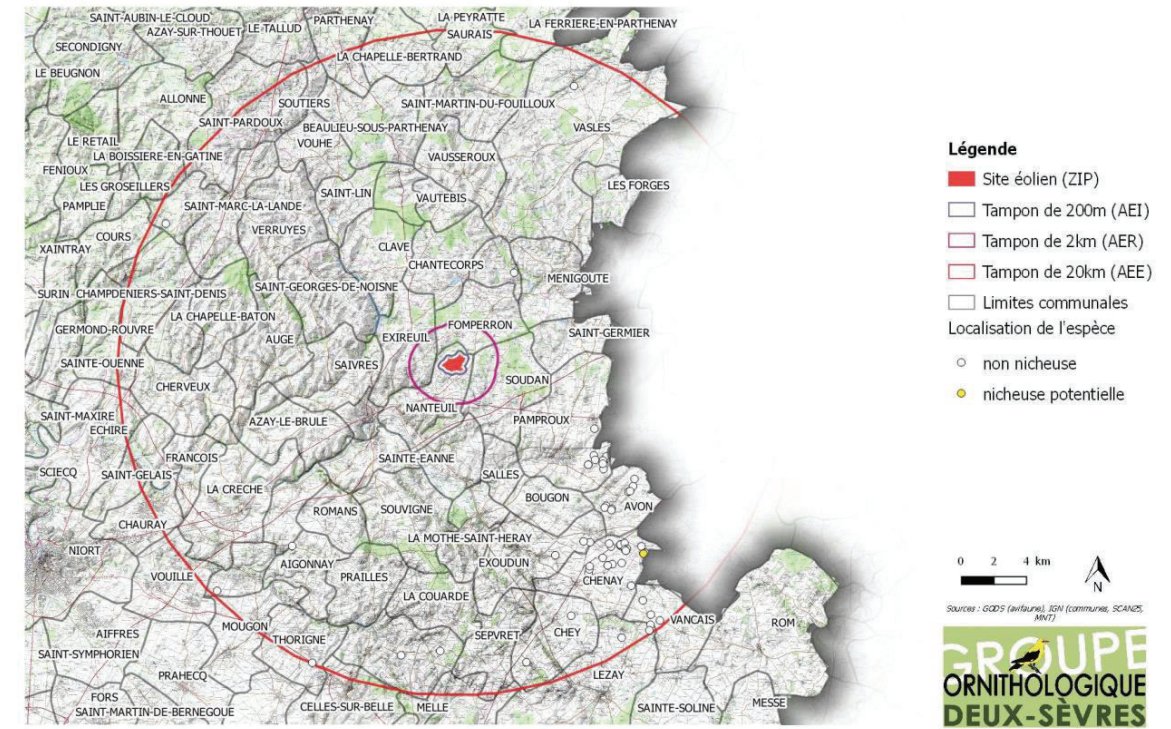 SAINT-AUBIN-LE-CLOUD
PARTHENAY
LA PEYRATTE
LA FERRIERE-EN-PARTHENAY
AZAY-SUR-THOUET
LE TALLUD
SAURAIS
SECONDIGNY
LA CHAPELLE-BERTRAND
LE BEUGNON
ALLONNE
SOUTIERS
SAINT-MARTIN-DU-FOUILLOUX
SAINT-PARDOUX
BEAULIEU-SOUS-PARTHENAY
VASLES
LE RETAIL
VOUHE
LA BOISSIERE-EN-GATINE
VAUSSEROUX
FENIOUX
LES GROSEILLERS
SAINT-LIN
VAUTEBIS
LES FORGES
PAMPLIE
SAINT-MARC-LA-LANDE
COURS
VERRUYES
XAINTRAY
CLAVE
CHANTECORPS
MENIGOUTE
SURIN
CHAMPDENIERS-SAINT-DENIS
SAINT-GEORGES-DE-NOISNE
LA CHAPELLE-BATON
GERMOND-ROUVRE
FOMPERRON
SAINT-GERMIER
AUGE
EXIREUIL
SAINTE-OUENNE
SAIVRES
CHERVEUX
SOUDAN
SAINT-MAXIRE
NANTEUIL
ECHIRE
AZAY-LE-BRULE
PAMPROUX
FRANCOIS
SAINTE-EANNE
SCIECQ
SAINT-GELAIS
SALLES
LA CRECHE
BOUGON
AVON
ROMANS
SOUVIGNE
CHAURAY
LA MOTHE-SAINT-HERAY
NIORT
AIGONNAY
EXOUDUN
VOUILLE
PRAILLES
CHENAY
LA COUARDE
MOUGON
VANCAIS
ROM
AIFFRES
THORIGNE
SEPVRET
CHEY
SAINT-SYMPHORIEN
PRAHECQ
LEZAY
FORS
CELLES-SUR-BELLE
MELLE
SAINTE-SOLINE
MESSE
SAINT-MARTIN-DE-BERNEGOUE
Légende
Site éolien (ZIP)
Tampon de 200m (AEI)
Tampon de 2km (AER)
Tampon de 20km (AEE)
Limites communales
Localisation de l'espèce
non nicheuse
nicheuse potentielle
0 2 4 km
N
Sources : GODS (avifaune), IGN (communes, SCAN25,
MNT)
GROUPE
ORNITHOLOGIQUE
DEUX-SÈVRES